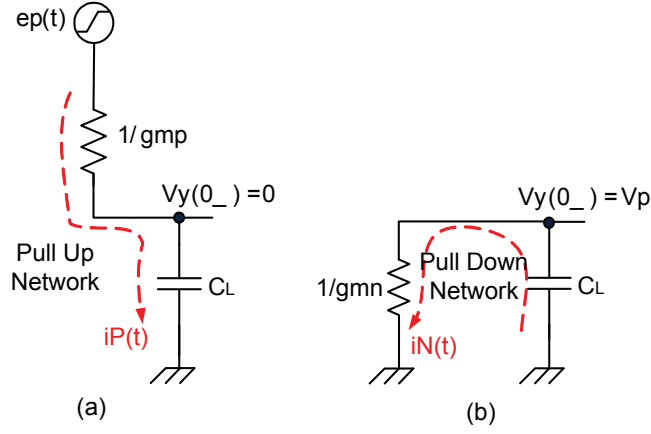 ep(t)
1/gmp
Vy(0_) =0
Pull Up
Network
CL
iP(t)
(a)
Vy(0_) =Vp
Pull Down
Network
1/gmn
CL
iN(t)
(b)